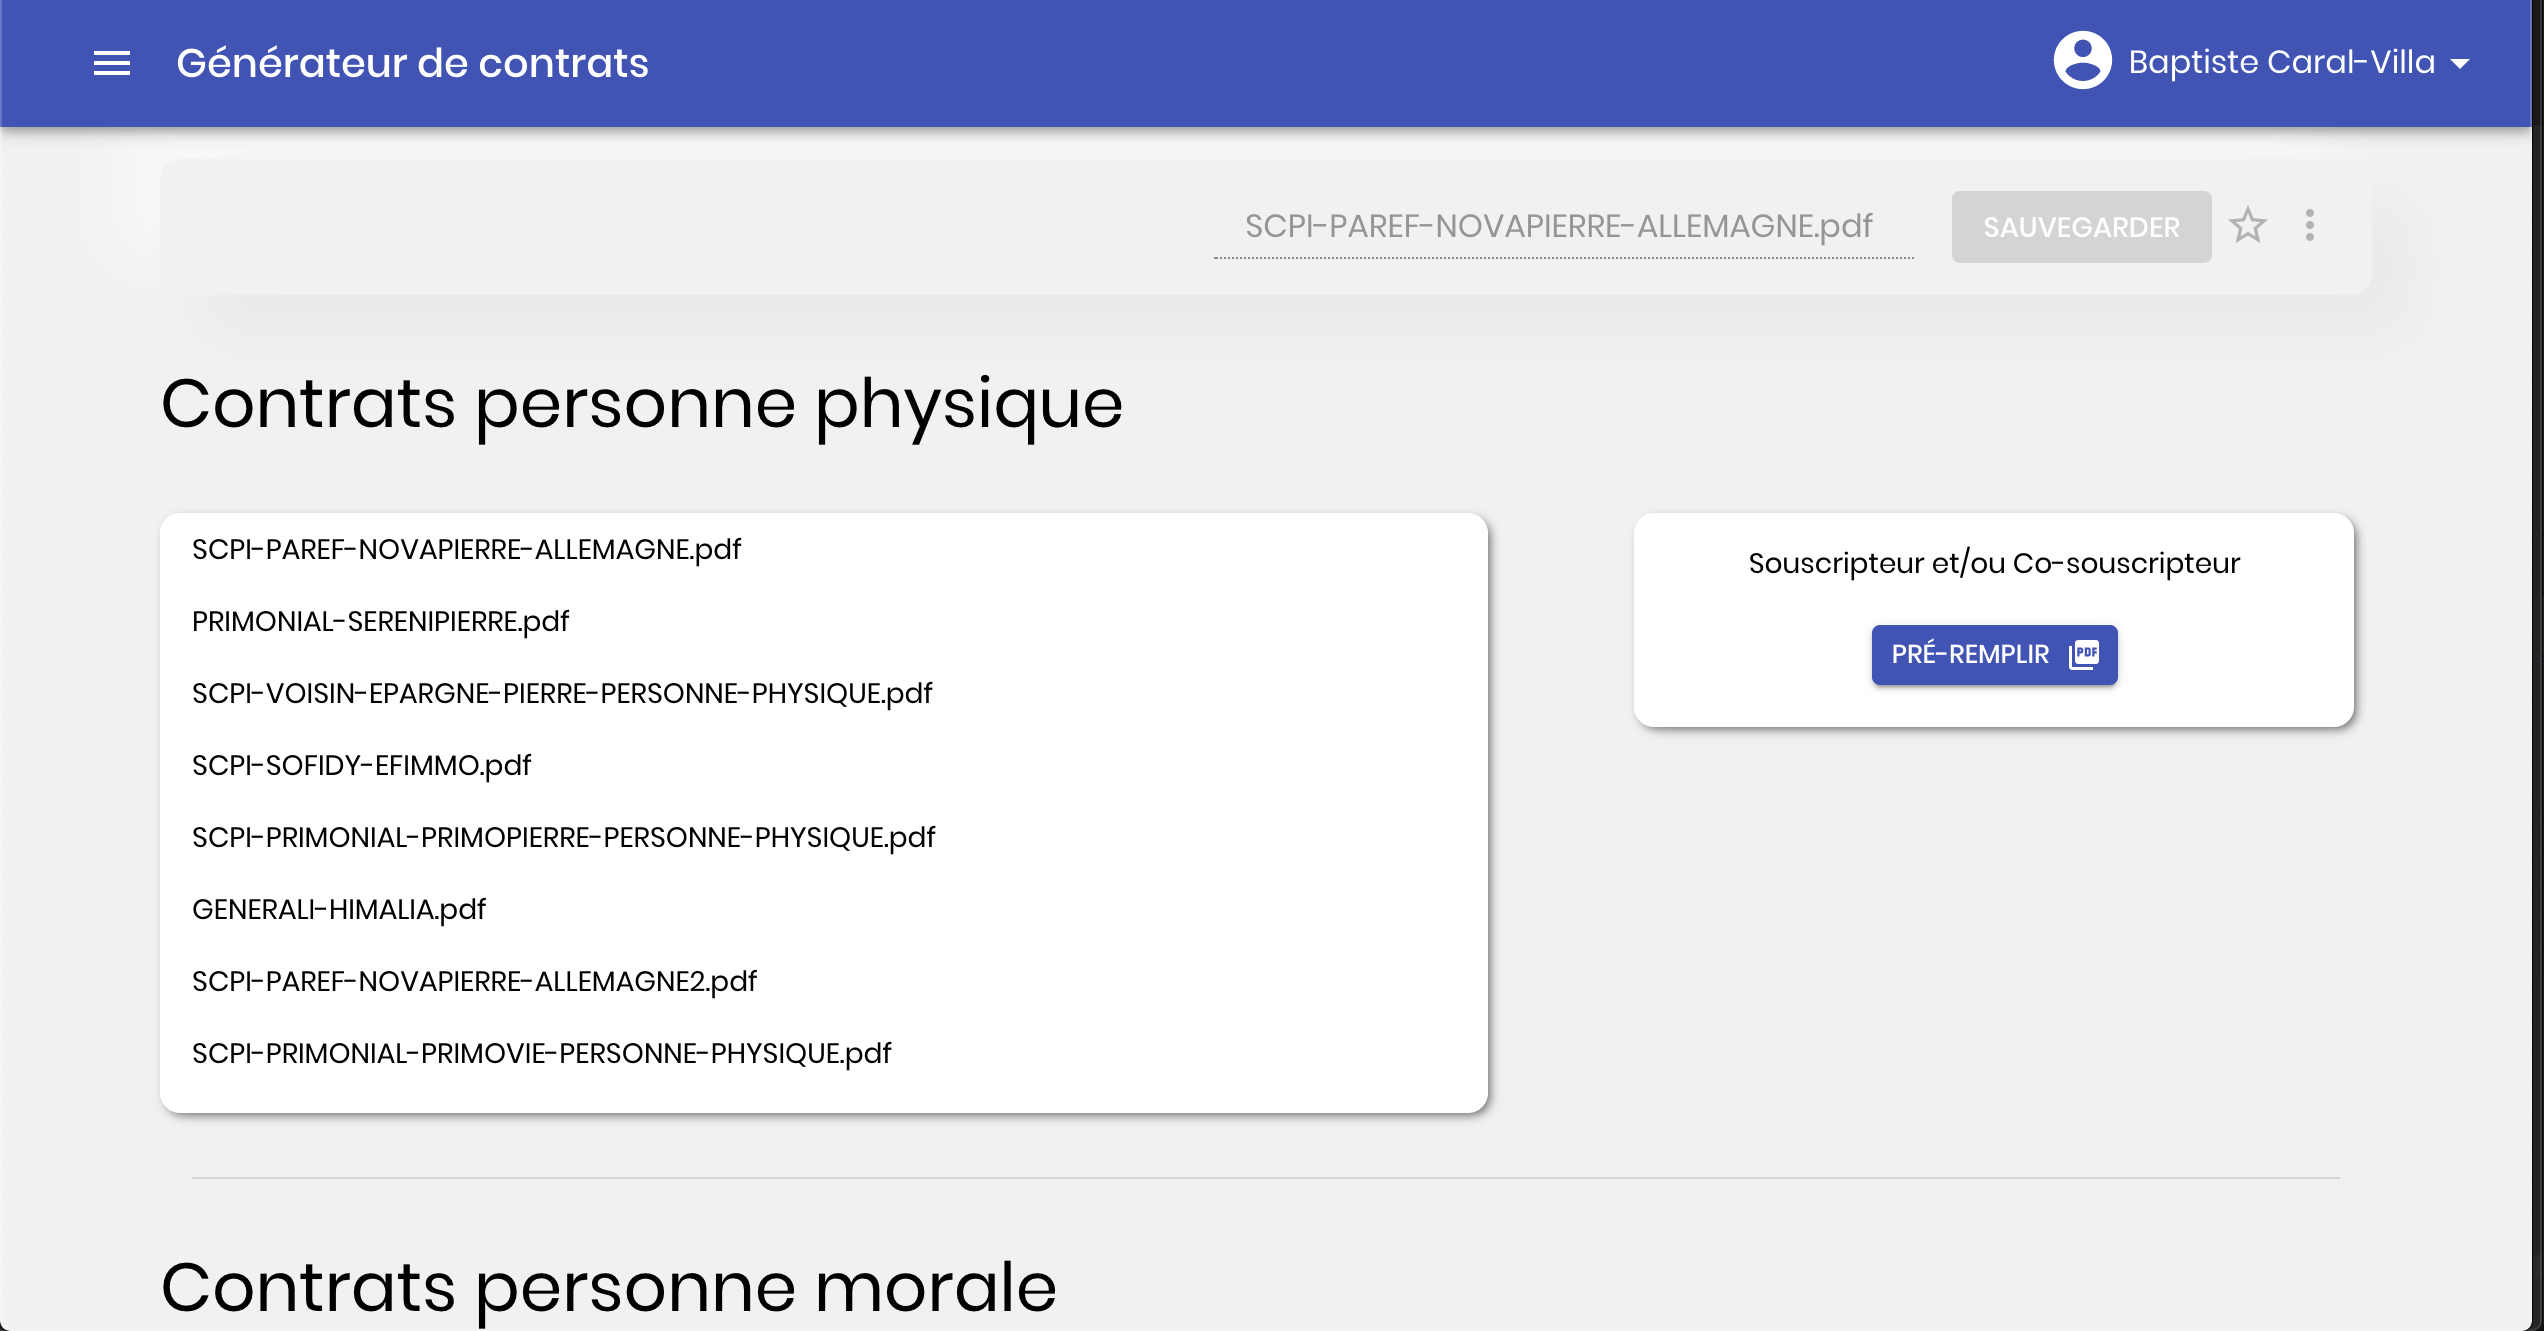 Générateur de contrats
Baptiste Caral-Villa
SCPI-PAREF-NOVAPIERRE-ALLEMAGNE.pdf
SAUVEGARDER
Contrats personne physique
SCPI-PAREF-NOVAPIERRE-ALLEMAGNE.pdf
PRIMONIAL-SERENIPIERRE.pdf
SCPI-VOISIN-EPARGNE-PIERRE-PERSONNE-PHYSIQUE.pdf
SCPI-SOFIDY-EFIMMO.pdf
SCPI-PRIMONIAL-PRIMOPIERRE-PERSONNE-PHYSIQUE.pdf
GENERALI-HIMALIA.pdf
SCPI-PAREF-NOVAPIERRE-ALLEMAGNE2.pdf
SCPI-PRIMONIAL-PRIMOVIE-PERSONNE-PHYSIQUE.pdf
Souscripteur et/ou Co-souscripteur
PRÉ-REMPLIR PDF
Contrats personne morale